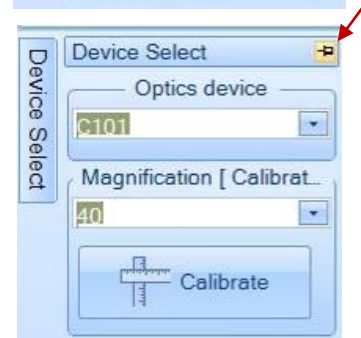 Device Select
Device Select
Optics device
C101
Magnification [ Calibrat...
40
Calibrate